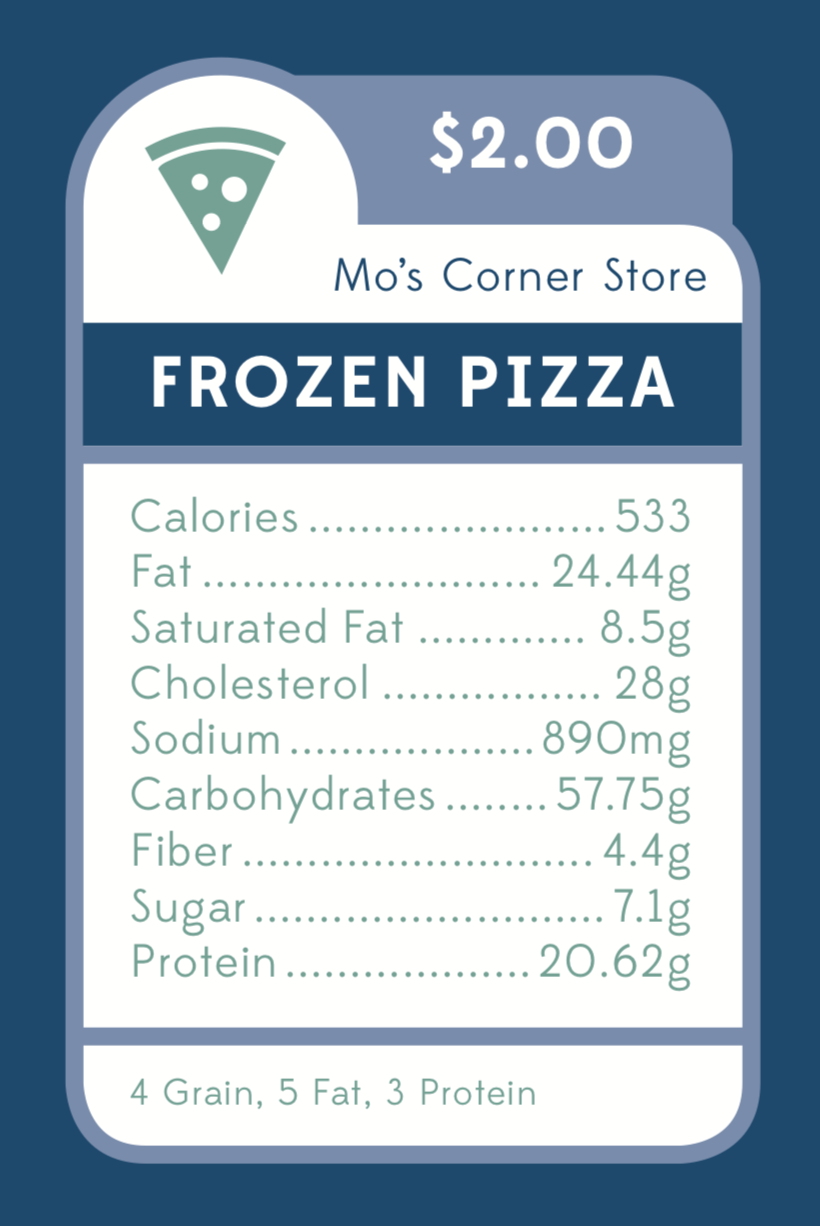 $2.00
Mo's Corner Store
FROZEN PIZZA
Calories ....................... 533
Fat .......................... 24.44g
Saturated Fat ............. 8.5g
Cholesterol ................. 28g
Sodium ...................890mg
Carbohydrates ........ 57.75g
Fiber ........................... 4.4g
Sugar ........................... 7.1g
Protein ................... 20.62g
4 Grain, 5 Fat, 3 Protein